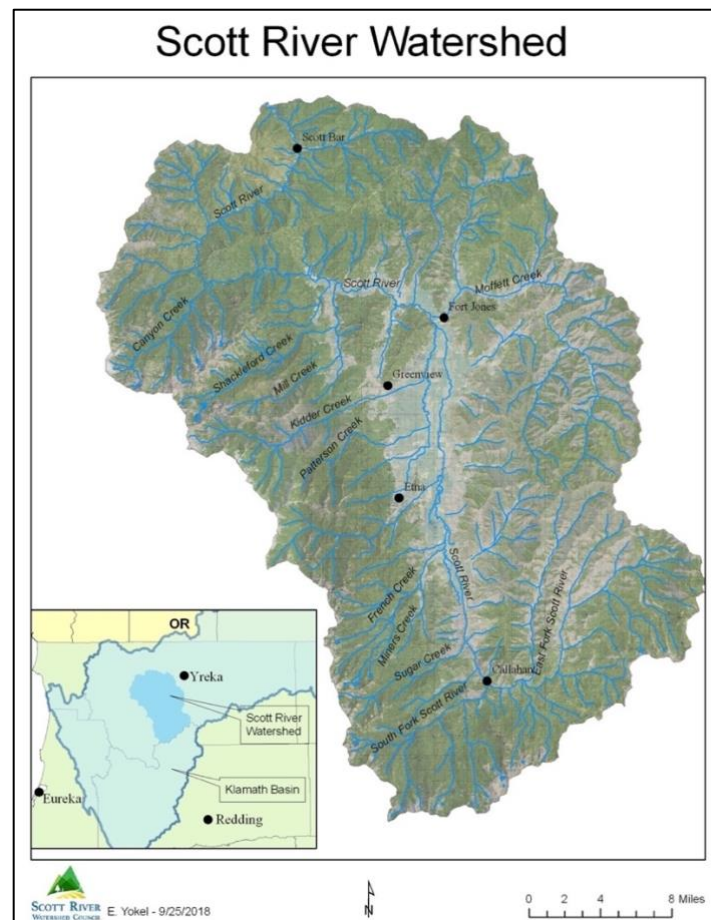 Scott River Watershed
Scott Bar
Scott River
Scott River
Moffett Creek
Fort Jones
Canyon Creek
Shackleford Creek
Mill Creek
Greenview
Kidder Creek
Patterson Creek
Etna
Scott River
French Creek
Miners Creek
East Fork Scott River
Sugar Creek
Callahan
South Fork Scott River
OR
Yreka
Scott River
Watershed
Klamath Basin
Eureka
Redding
SCOTT RIVER
WATERSHED COUNCIL
E. Yokel - 9/25/2018
N
0 2 4 8 Miles